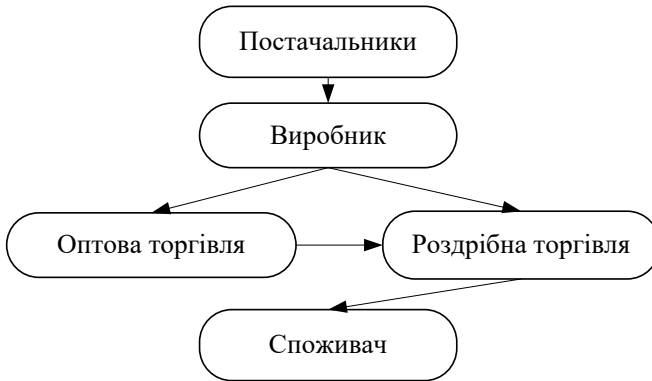 Постачальники
Виробник
Оптова торгівля
Роздрібна торгівля
Споживач